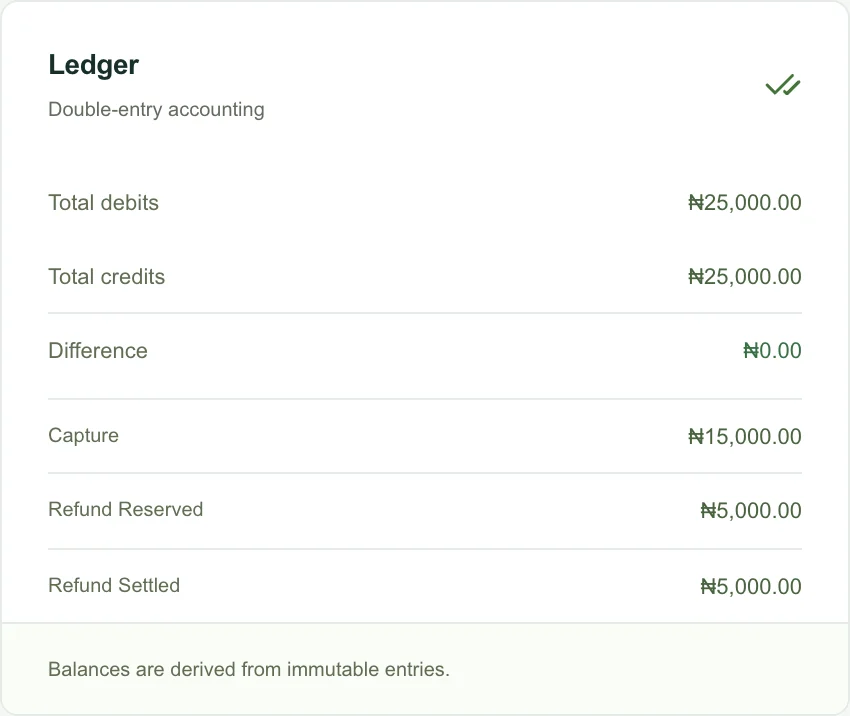 Ledger
Double-entry accounting
Total debits ₦25,000.00
Total credits ₦25,000.00
Difference ₦0.00
Capture ₦15,000.00
Refund Reserved ₦5,000.00
Refund Settled ₦5,000.00
Balances are derived from immutable entries.